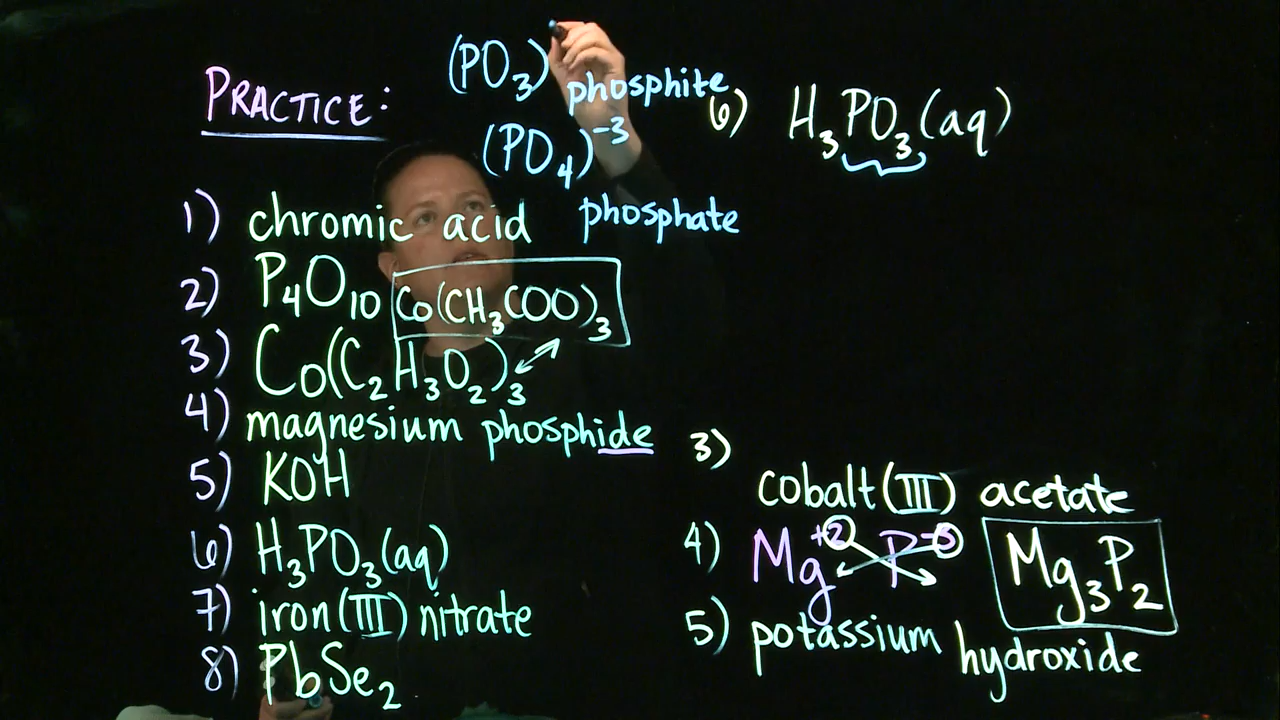 PRACTICE:
(PO₃) phosphite
(PO₄)⁻³
phosphate
1) chromic acid
2) P₄O₁₀
Co(CH₃COO)₃
3) Co(C₂H₃O₂)₃
4) magnesium phosphide
5) KOH
6) H₃PO₃(aq)
7) iron(III) nitrate
8) PbSe₂
6) H₃PO₃(aq)
3) cobalt(III) acetate
4) Mg⁺² P⁻³ Mg₃P₂
5) potassium hydroxide